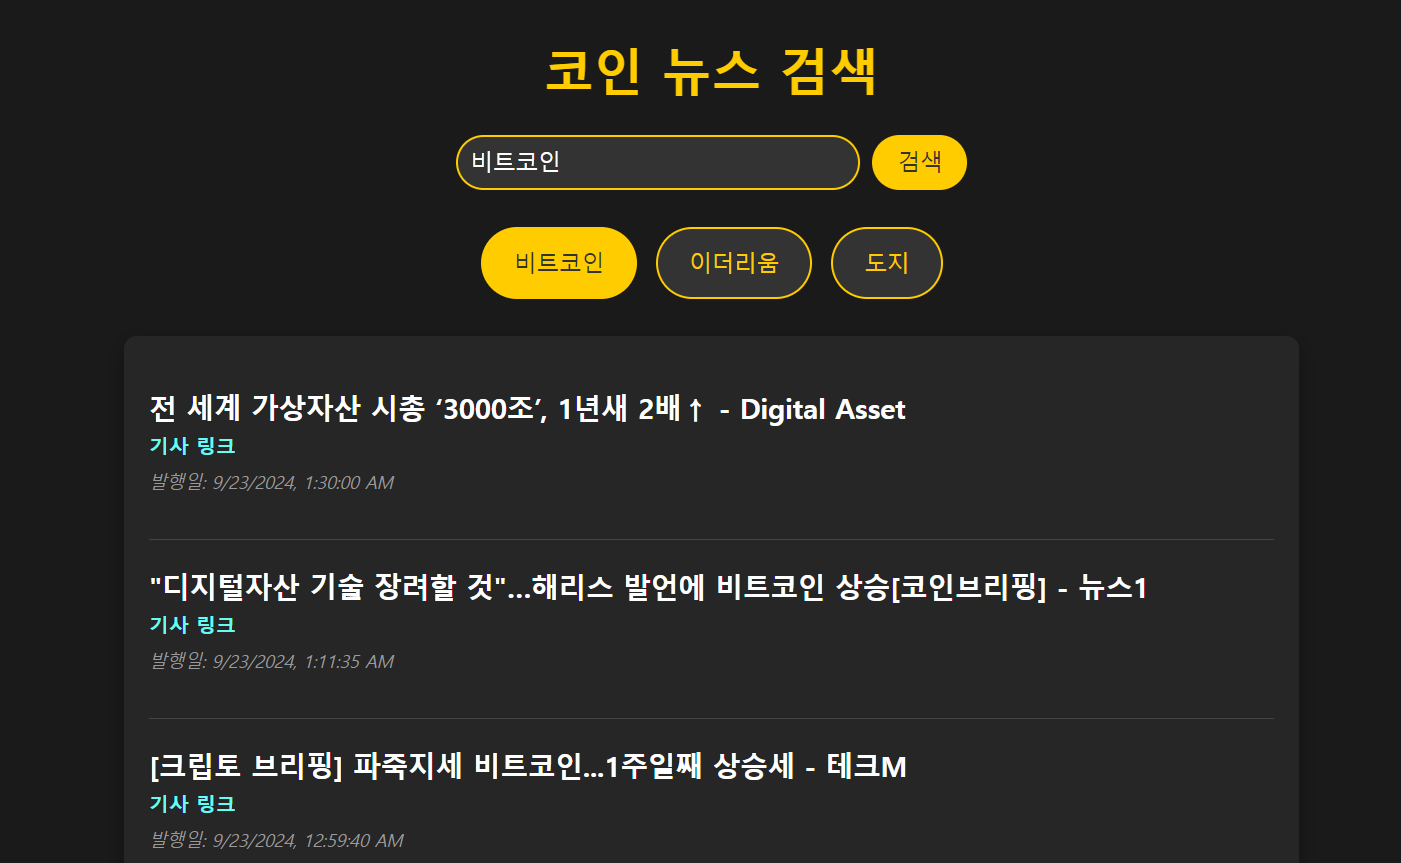 코인 뉴스 검색
비트코인 검색
비트코인 이더리움 도지
전 세계 가상자산 시총 ‘3000조’, 1년새 2배↑ - Digital Asset
기사 링크
발행일: 9/23/2024, 1:30:00 AM
"디지털자산 기술 장려할 것"…해리스 발언에 비트코인 상승[코인브리핑] - 뉴스1
기사 링크
발행일: 9/23/2024, 1:11:35 AM
[크립토 브리핑] 파죽지세 비트코인...1주일째 상승세 - 테크M
기사 링크
발행일: 9/23/2024, 12:59:40 AM